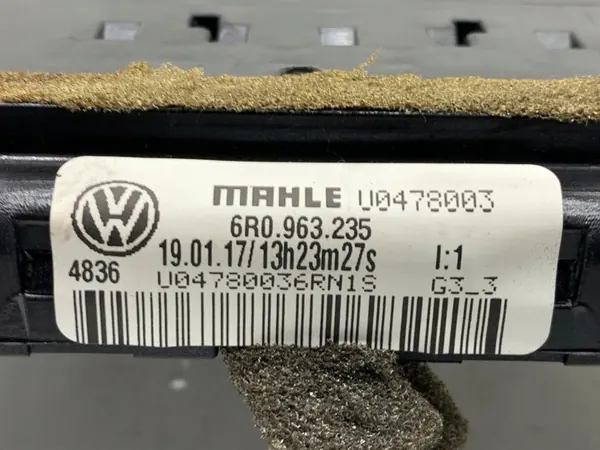 MAHLE U0478003
6R0.963.235
19.01.17/13h23m27s I:1
4836 U04780036RN1S G3_3